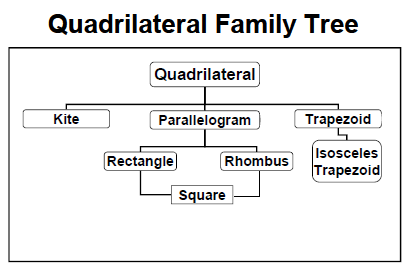 Quadrilateral Family Tree
Quadrilateral
Kite
Parallelogram
Trapezoid
Rectangle
Rhombus
Isosceles
Trapezoid
Square